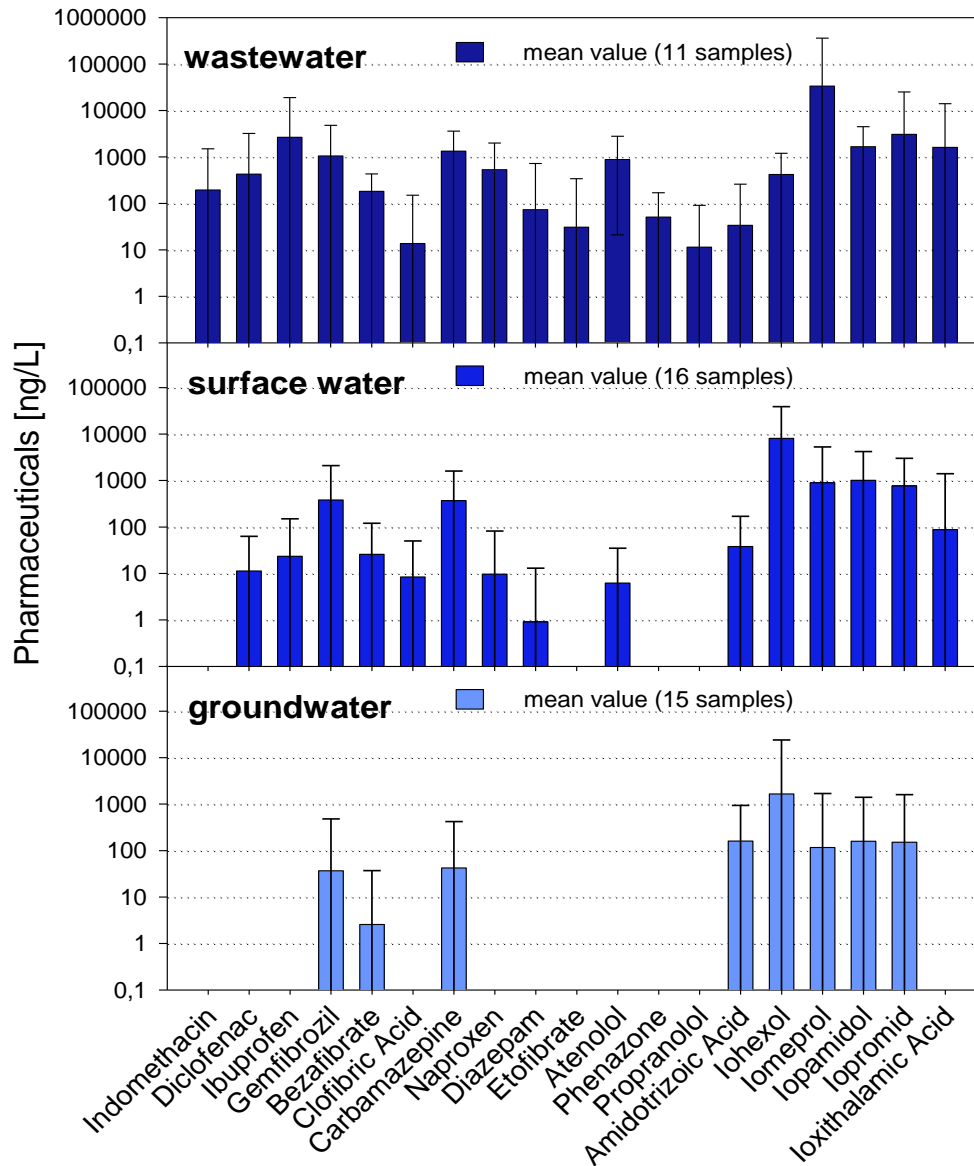 1000000
wastewater
mean value (11 samples)
100000
10000
1000
100
10
1
0,1
surface water
mean value (16 samples)
100000
10000
1000
100
10
1
0,1
groundwater
mean value (15 samples)
100000
10000
1000
100
10
1
0,1
Pharmaceuticals [ng/L]
Indomethacin
Diclofenac
Ibuprofen
Gemfibrozil
Bezafibrate
Clofibric Acid
Carbamazepine
Naproxen
Diazepam
Etofibrate
Atenolol
Phenazone
Propranolol
Amidotrizoic Acid
Iohexol
Iomeprol
Iopamidol
Iopromid
Ioxithalamic Acid